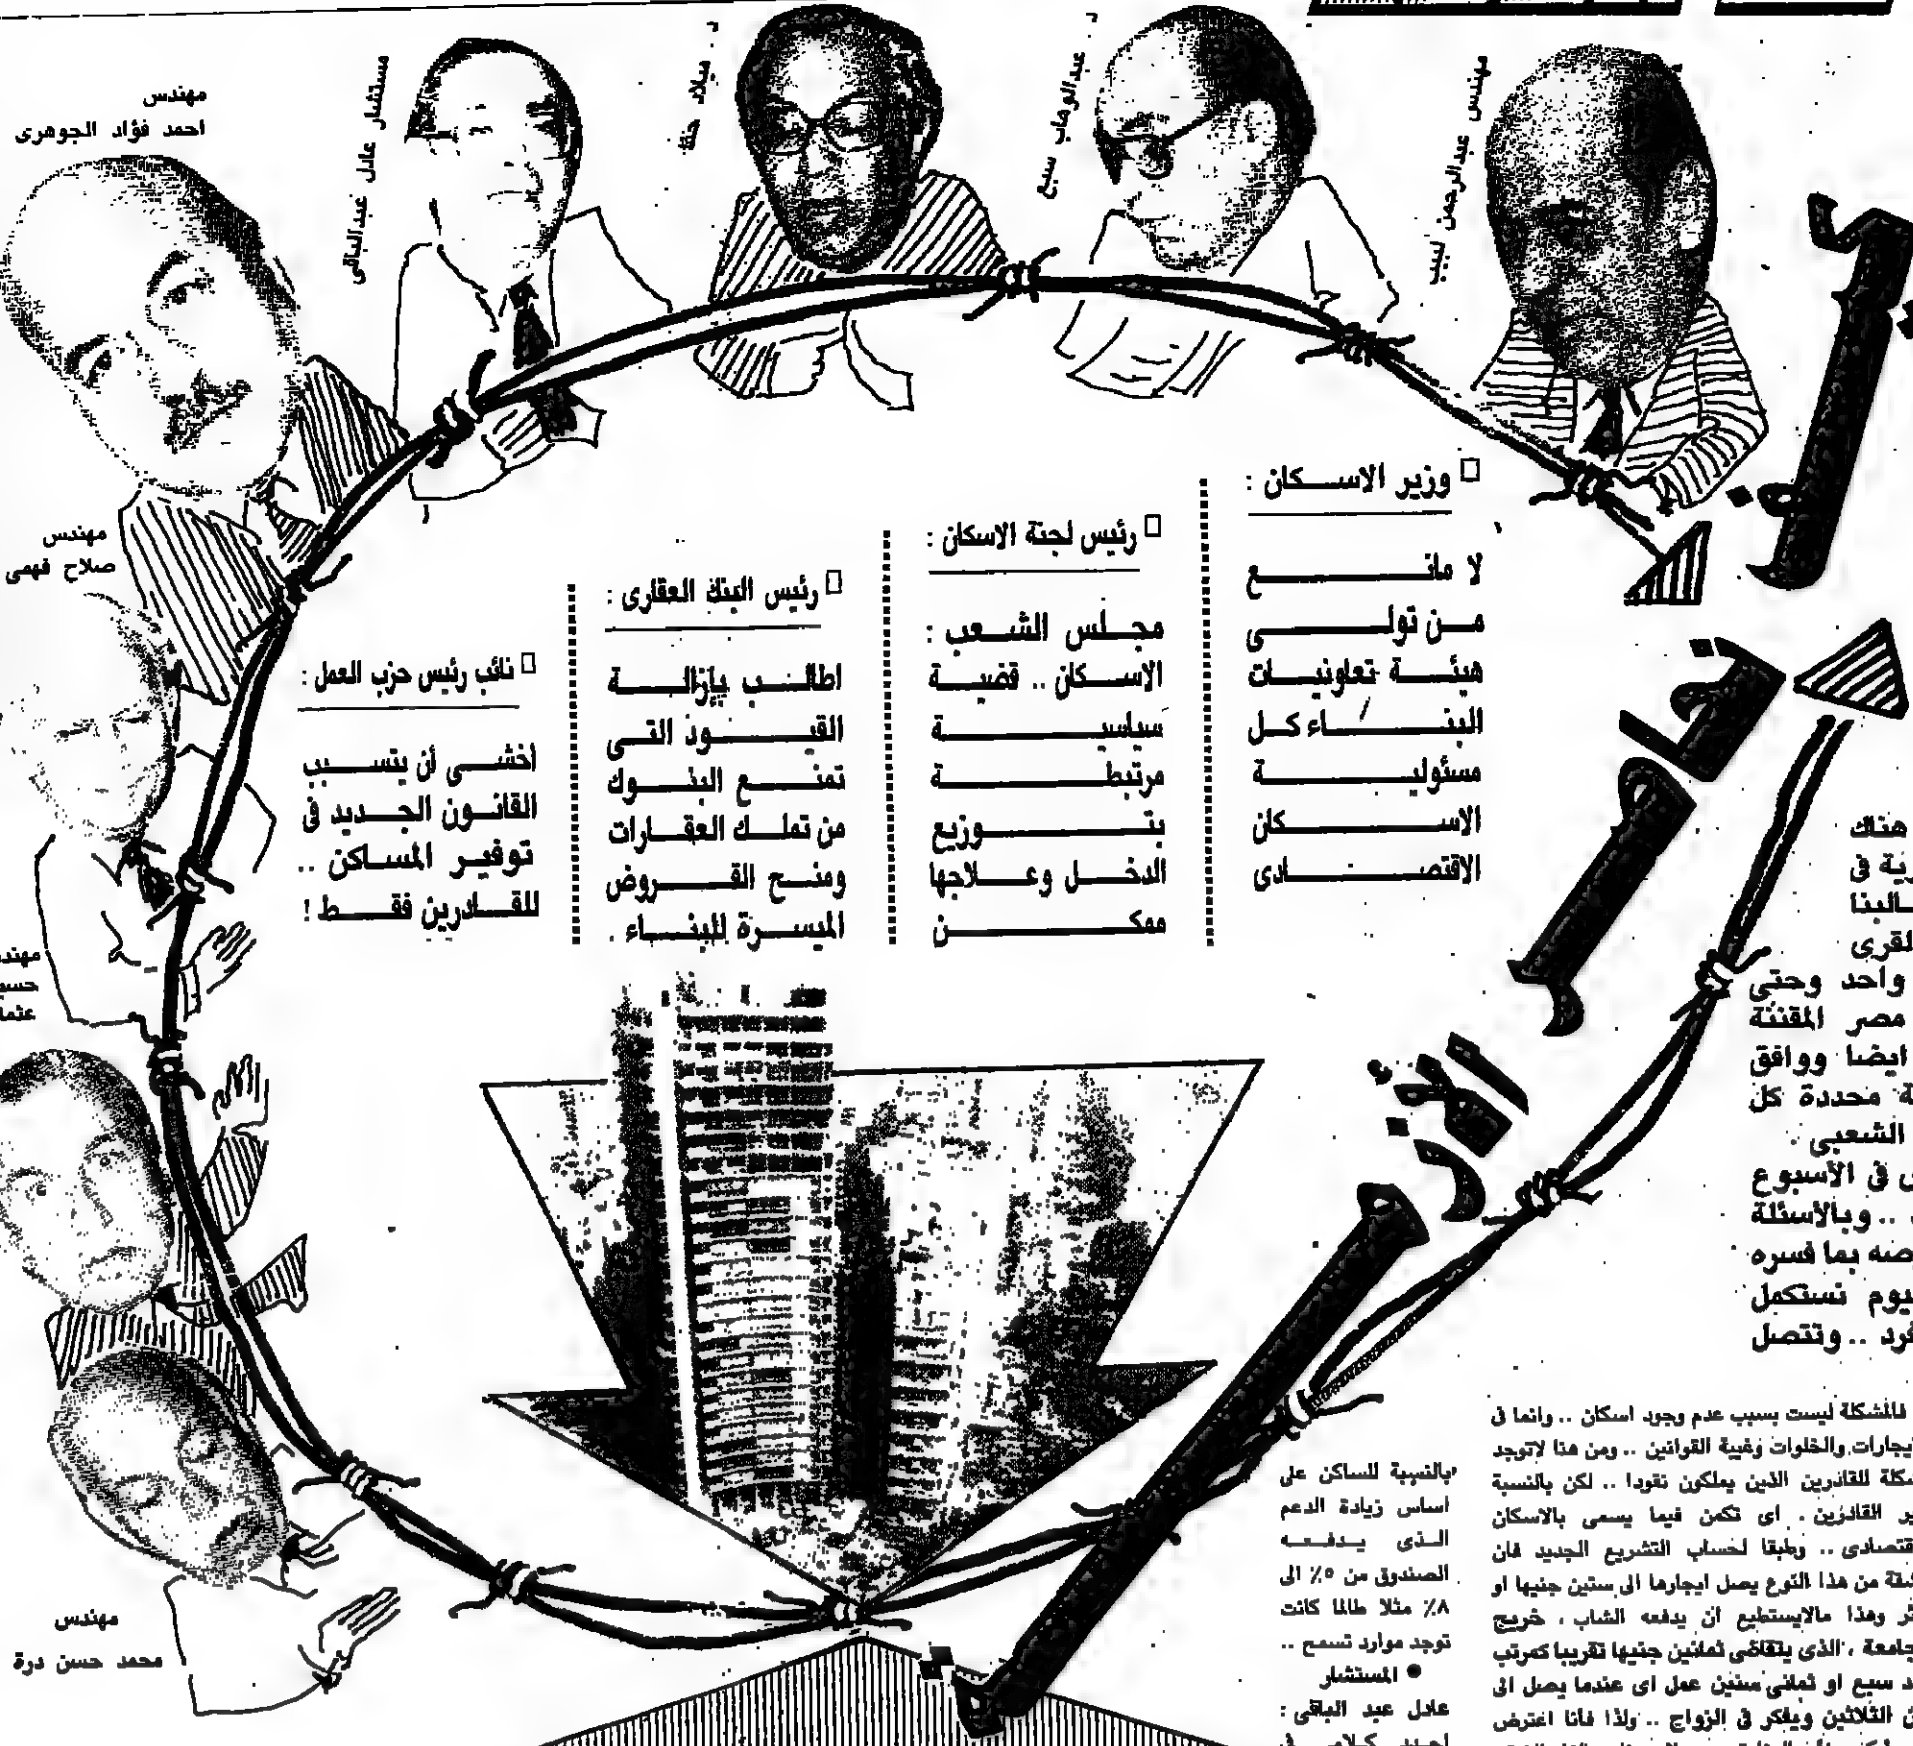 مهندس عبدالرحمن لبيب
د . عبدالوهاب سبع
د . ميلاد حنا
مستشار عادل عبدالباقى
مهندس
احمد فؤاد الجوهرى
مهندس
صلاح فهمى
مهندس
محمد حسن درة
□ وزير الاسكان :
لا مانع
من تولى
هيئة تعاونيات
البناء كل
مسئولية
الاسكان
الاقتصادى
□ رئيس لجنة الاسكان :
مجلس الشعب :
الاسكان .. قضية
سياسية
مرتبطة
بتوزيع
الدخل وعلاجها
ممكن
□ رئيس البنك العقارى :
اطالب بإزالة
القيود التى
تمنع البنوك
من تملك العقارات
ومنح القروض
الميسرة للبناء .
□ نائب رئيس حزب العمل :
اخشى أن يتسبب
القانون الجديد فى
توفير المساكن ..
للقادرين فقط !
الأزمة
هناك
فى
القرى
واحد وحتى
مصر المقننة
ايضا ووافق
محددة كل
الشعبى .
فى الأسبوع
.. وبالأسئلة
بما فسره
نستكمل
.. وتتصل
فالمشكلة ليست بسبب عدم وجود اسكان .. وانما فى
والخلوات وغيبة القوانين .. ومن هنا لاتوجد
للقادرين الذين يملكون نقودا .. لكن بالنسبة
القادرين . اى تكمن فيما يسمى بالاسكان
.. وطبقا لحساب التشريع الجديد فان
من هذا النوع يصل ايجارها الى ستين جنيها او
وهذا مالايستطيع ان يدفعه الشاب ، خريج
، الذى يتقاضى ثمانين جنيها تقريبا كمرتب
سبع او ثمانى سنين عمل اى عندما يصل الى
الثلاثين ويفكر فى الزواج .. ولذا فأنا اعترض
بالنسبة للساكن على
اساس زيادة الدعم
الذى يدفعه
الصندوق من ٥٪ الى
٨٪ مثلا طالما كانت
توجد موارد تسمح ..
● المستشار
عادل عبد الباقى :